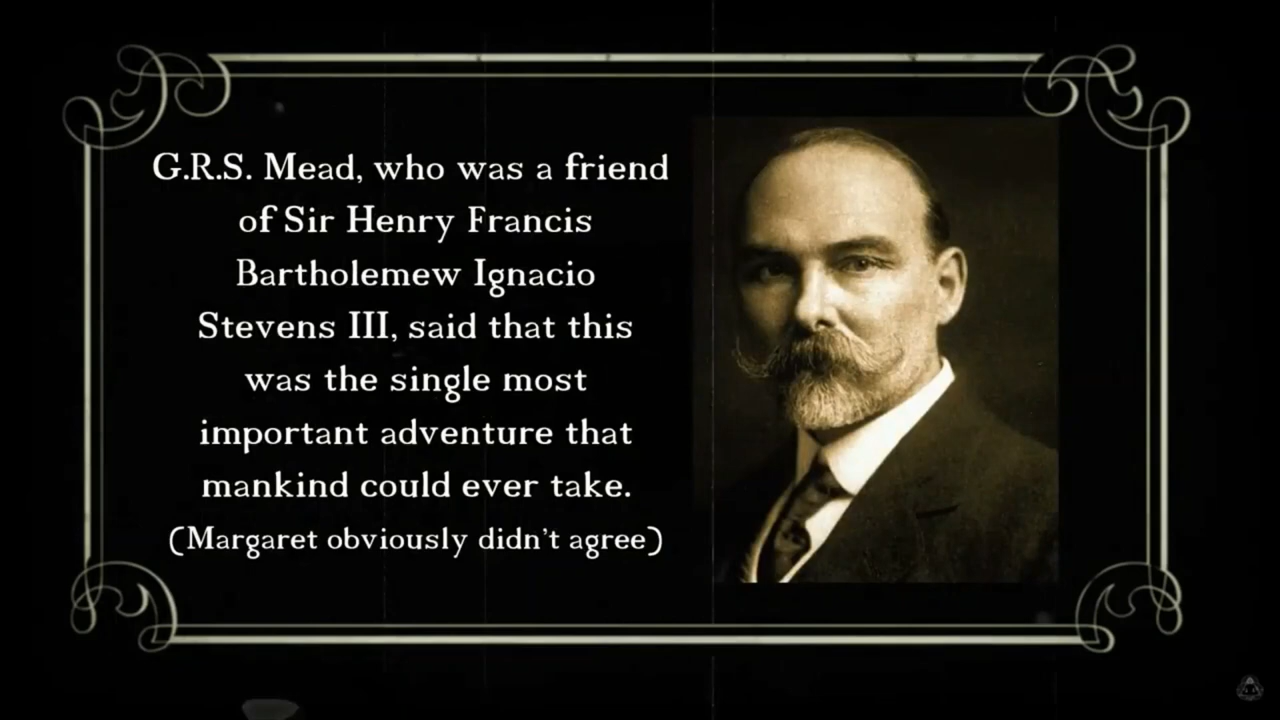 G.R.S. Mead, who was a friend
of Sir Henry Francis
Bartholemew Ignacio
Stevens III, said that this
was the single most
important adventure that
mankind could ever take.
(Margaret obviously didn't agree)